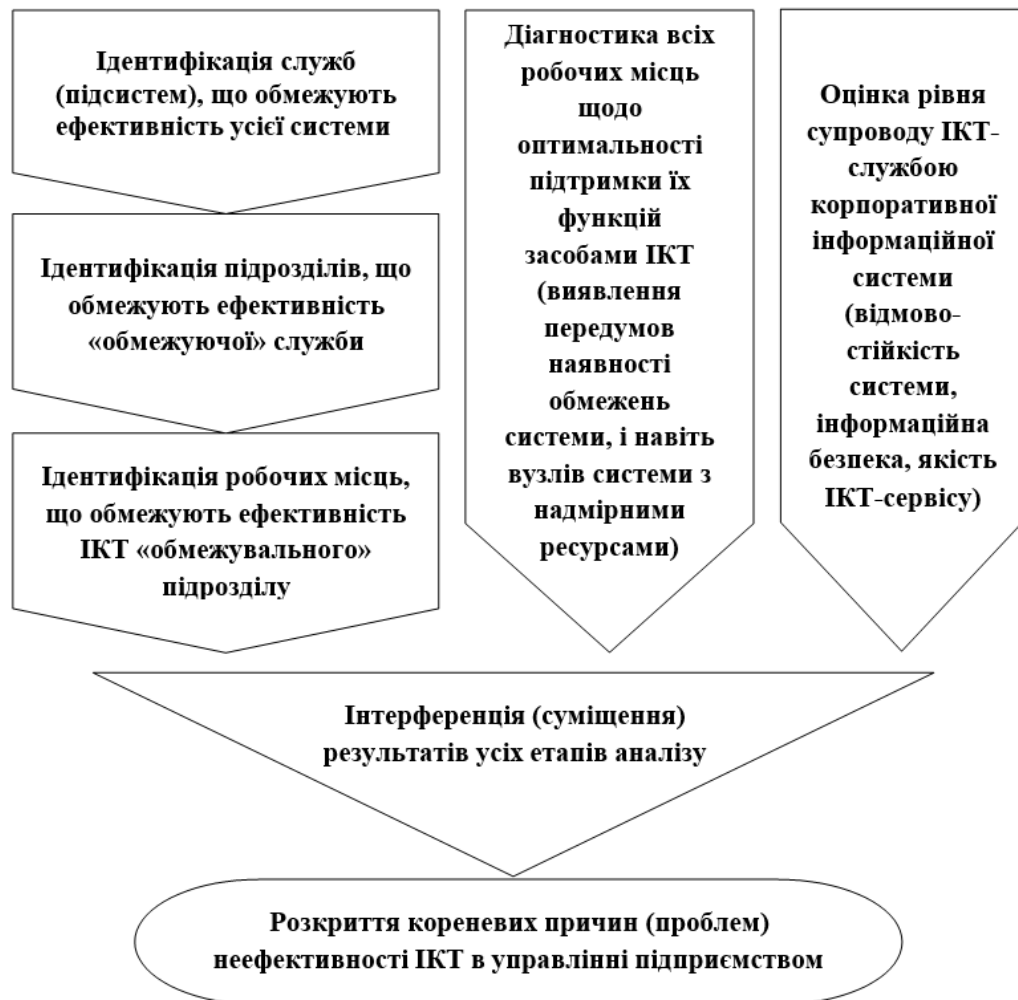 Ідентифікація служб
(підсистем), що обмежують
ефективність усієї системи
Ідентифікація підрозділів, що
обмежують ефективність
«обмежуючої» служби
Ідентифікація робочих місць,
що обмежують ефективність
ІКТ «обмежувального»
підрозділу
Діагностика всіх
робочих місць
щодо
оптимальності
підтримки їх
функцій
засобами ІКТ
(виявлення
передумов
наявності
обмежень
системи, і навіть
вузлів системи з
надмірними
ресурсами)
Оцінка рівня
супроводу ІКТ-
службою
корпоративної
інформаційної
системи
(відмово-
стійкість
системи,
інформаційна
безпека, якість
ІКТ-сервісу)
Інтерференція (суміщення)
результатів усіх етапів аналізу
Розкриття кореневих причин (проблем)
неефективності ІКТ в управлінні підприємством